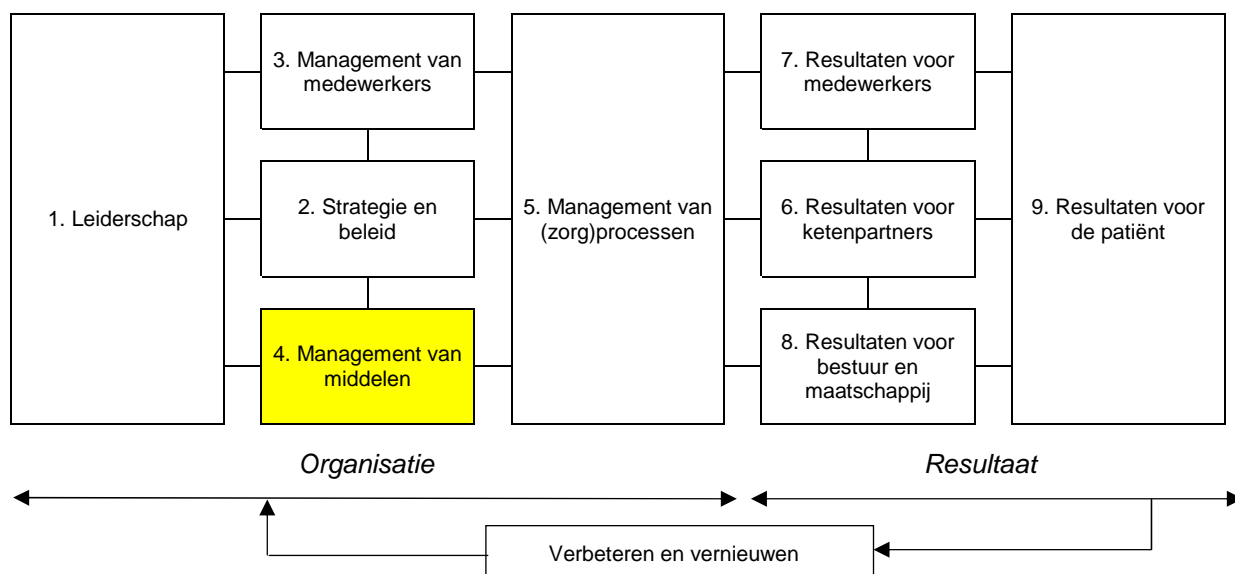 1. Leiderschap
3. Management van
medewerkers
2. Strategie en
beleid
4. Management van
middelen
5. Management van
(zorg)processen
7. Resultaten voor
medewerkers
6. Resultaten voor
ketenpartners
8. Resultaten voor
bestuur en
maatschappij
9. Resultaten voor
de patiënt
Organisatie
Resultaat
Verbeteren en vernieuwen